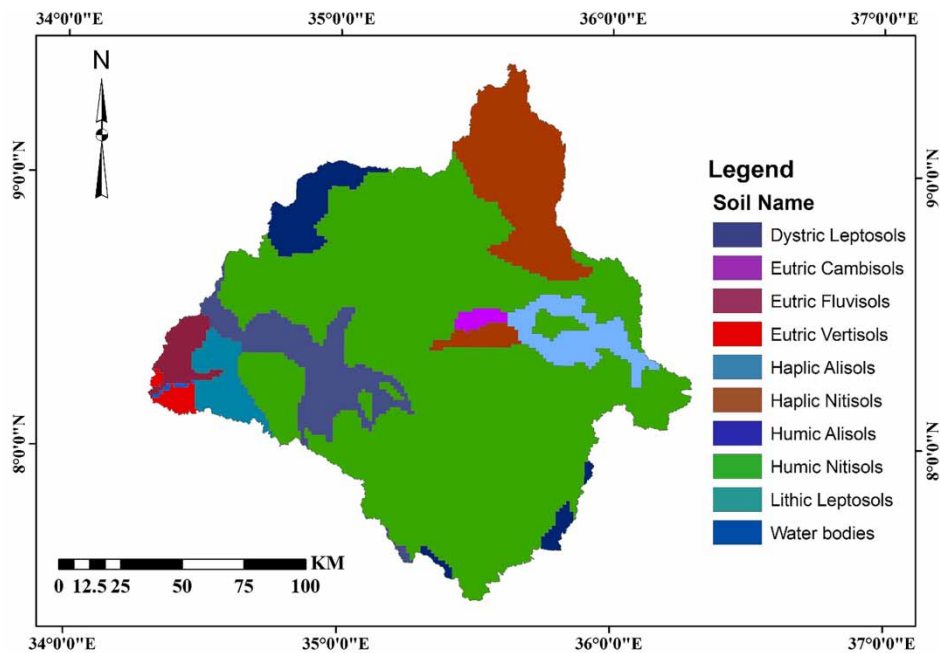 34°0'0"E 35°0'0"E 36°0'0"E 37°0'0"E
N
9°0'0"N
9°0'0"N
Legend
Soil Name
Dystric Leptosols
Eutric Cambisols
Eutric Fluvisols
Eutric Vertisols
Haplic Alisols
Haplic Nitisols
Humic Alisols
Humic Nitisols
Lithic Leptosols
Water bodies
8°0'0"N
8°0'0"N
KM
0 12.5 25 50 75 100
34°0'0"E 35°0'0"E 36°0'0"E 37°0'0"E